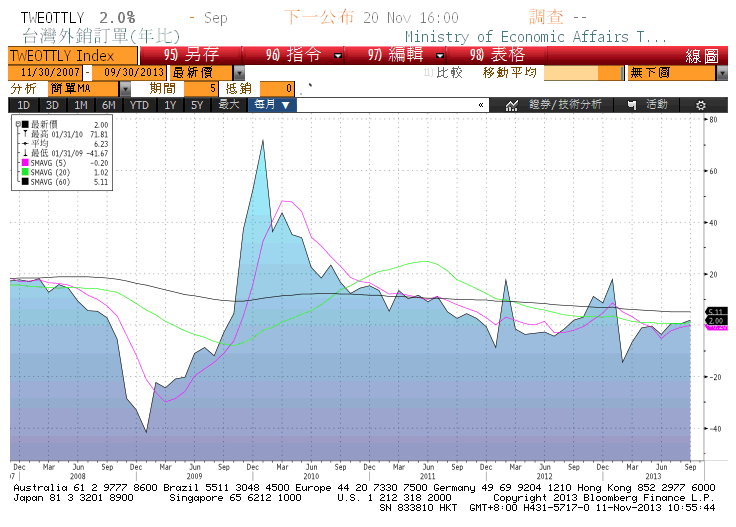 TWEOTTLY 2.0% - Sep 下一公布 20 Nov 16:00 調查 --
台灣外銷訂單(年比) Ministry of Economic Affairs T...
TWEOTTLY Index 95) 另存 96) 指令 97) 編輯 98) 表格 線圖
11/30/2007 - 09/30/2013 最新價 比較 移動平均 無下圖
分析 簡單MA 期間 5 抵銷 0
1D 3D 1M 6M YTD 1Y 5Y 最大 每月 ▼ « 證券/技術分析 活動
最新價 2.00
最高 01/31/10 71.81
平均 6.23
最低 01/31/09 -41.67
SMAVG (5) -0.20
SMAVG (20) 1.02
SMAVG (60) 5.11
80
60
40
20
5.11
2.00
-0.20
-20
-40
Dec Mar Jun Sep Dec Mar Jun Sep Dec Mar Jun Sep Dec Mar Jun Sep Dec Mar Jun Sep Dec Mar Jun Sep
2008 2009 2010 2011 2012 2013
Australia 61 2 9777 8600 Brazil 5511 3048 4500 Europe 44 20 7330 7500 Germany 49 69 9204 1210 Hong Kong 852 2977 6000
Japan 81 3 3201 8900 Singapore 65 6212 1000 U.S. 1 212 318 2000 Copyright 2013 Bloomberg Finance L.P.
SN 833810 HKT GMT+8:00 H431-5717-0 11-Nov-2013 10:55:44